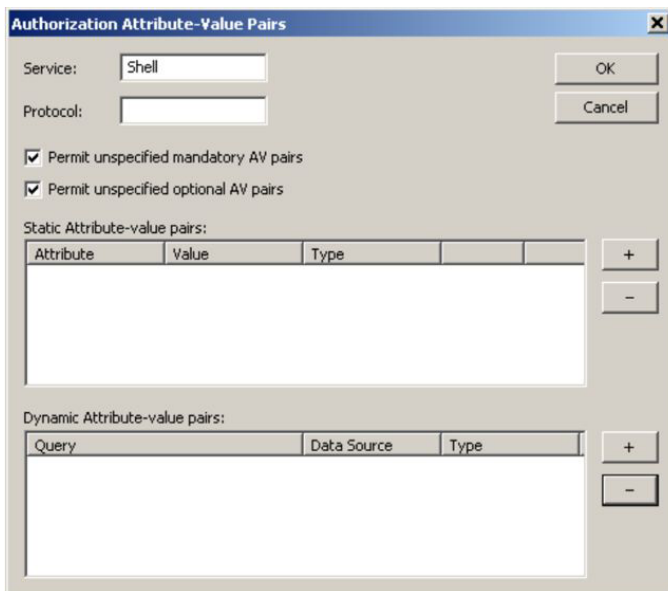 Authorization Attribute-Value Pairs
Service: Shell OK
Protocol: Cancel
Permit unspecified mandatory AV pairs
Permit unspecified optional AV pairs
Static Attribute-value pairs:
Attribute Value Type +
-
Dynamic Attribute-value pairs:
Query Data Source Type +
-